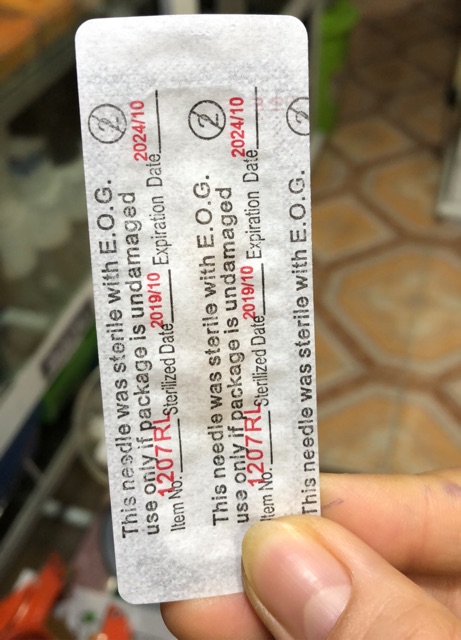 2
This needle was sterile with E.O.G.
use only if package is undamaged
Item No. 1207RL Sterilized Date 2019/10 Expiration Date 2024/10
2
This needle was sterile with E.O.G.
use only if package is undamaged
Item No. 1207RL Sterilized Date 2019/10 Expiration Date 2024/10
This needle was sterile with E.O.G.